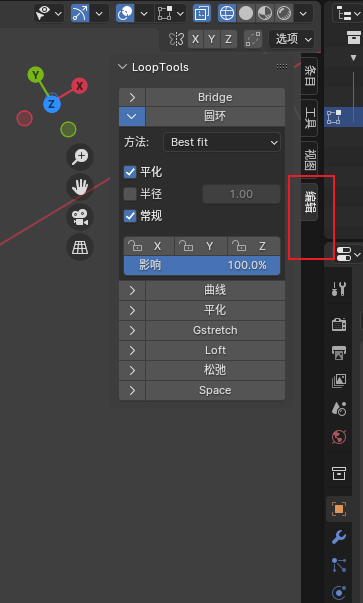 X Y Z 选项
Y
X
Z
LoopTools
Bridge
圆环
方法: Best fit
平化
半径 1.00
常规
X Y Z
影响 100.0%
曲线
平化
Gstretch
Loft
松弛
Space
条目
工具
视图
编辑